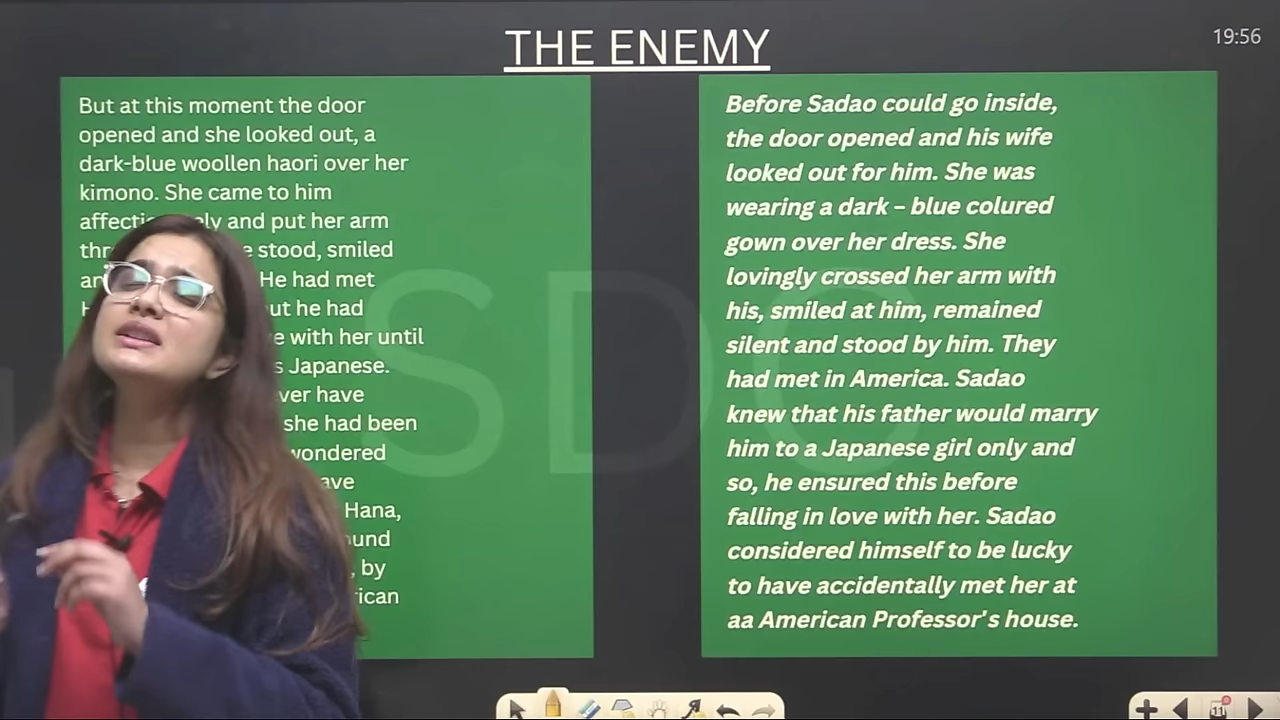 THE ENEMY
19:56
But at this moment the door
opened and she looked out, a
dark-blue woollen haori over her
kimono. She came to him
and put her arm
stood, smiled
He had met
he had
with her until
Japanese.
have
she had been
wondered
Hana,
, by
Before Sadao could go inside,
the door opened and his wife
looked out for him. She was
wearing a dark – blue colured
gown over her dress. She
lovingly crossed her arm with
his, smiled at him, remained
silent and stood by him. They
had met in America. Sadao
knew that his father would marry
him to a Japanese girl only and
so, he ensured this before
falling in love with her. Sadao
considered himself to be lucky
to have accidentally met her at
aa American Professor's house.
SDC
11